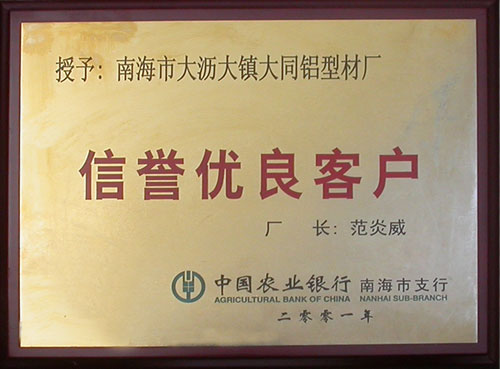 授予：南海市大沥大镇大同铝型材厂
信誉优良客户
厂 长：范炎威
中国农业银行 南海市支行
AGRICULTURAL BANK OF CHINA NANHAI SUB-BRANCH
二零零一年